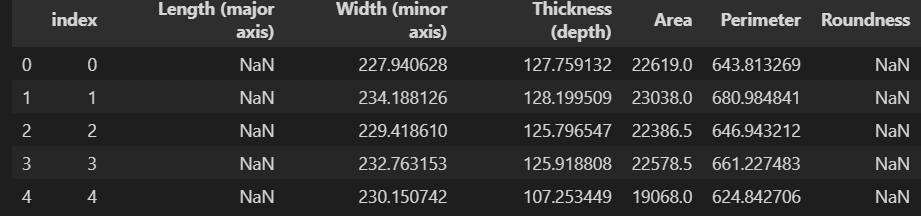 index Length (major axis) Width (minor axis) Thickness (depth) Area Perimeter Roundness
0 0 NaN 227.940628 127.759132 22619.0 643.813269 NaN
1 1 NaN 234.188126 128.199509 23038.0 680.984841 NaN
2 2 NaN 229.418610 125.796547 22386.5 646.943212 NaN
3 3 NaN 232.763153 125.918808 22578.5 661.227483 NaN
4 4 NaN 230.150742 107.253449 19068.0 624.842706 NaN